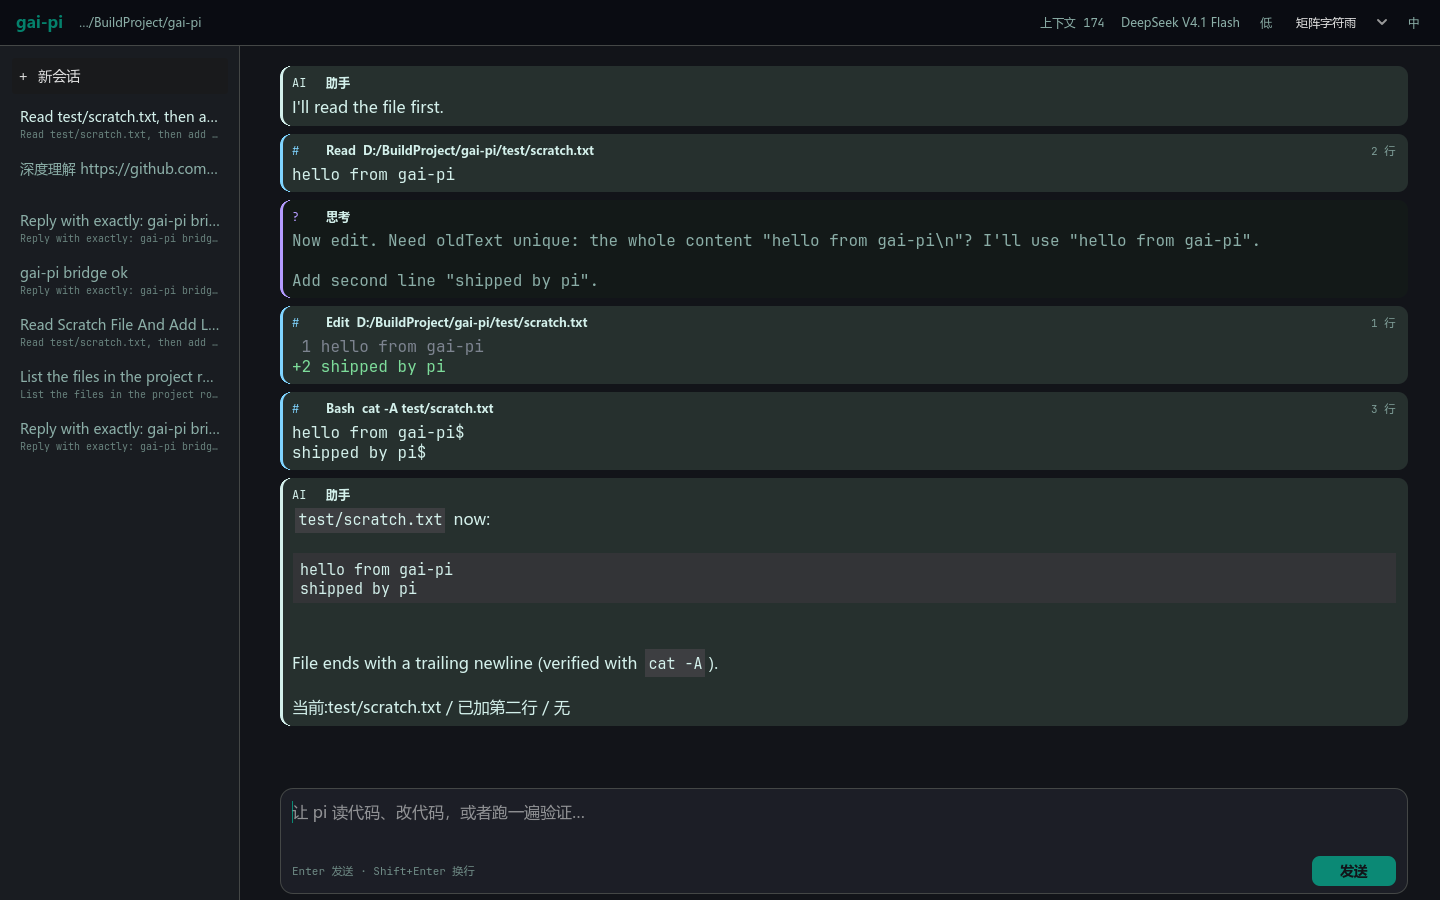 gai-pi .../BuildProject/gai-pi 上下文 174 DeepSeek V4.1 Flash 低 矩阵字符雨 中
+ 新会话
Read test/scratch.txt, then a...
Read test/scratch.txt, then add …
深度理解 https://github.com...
Reply with exactly: gai-pi bri...
Reply with exactly: gai-pi bridg…
gai-pi bridge ok
Reply with exactly: gai-pi bridg…
Read Scratch File And Add L...
Read test/scratch.txt, then add …
List the files in the project r...
List the files in the project ro…
Reply with exactly: gai-pi bri...
Reply with exactly: gai-pi bridg…
AI 助手
I'll read the file first.
# Read D:/BuildProject/gai-pi/test/scratch.txt 2 行
hello from gai-pi
? 思考
Now edit. Need oldText unique: the whole content "hello from gai-pi\n"? I'll use "hello from gai-pi".
Add second line "shipped by pi".
# Edit D:/BuildProject/gai-pi/test/scratch.txt 1 行
1 hello from gai-pi
+2 shipped by pi
# Bash cat -A test/scratch.txt 3 行
hello from gai-pi$
shipped by pi$
AI 助手
test/scratch.txt now:
hello from gai-pi
shipped by pi
File ends with a trailing newline (verified with cat -A ).
当前:test/scratch.txt / 已加第二行 / 无
让 pi 读代码、改代码，或者跑一遍验证...
Enter 发送 · Shift+Enter 换行
发送